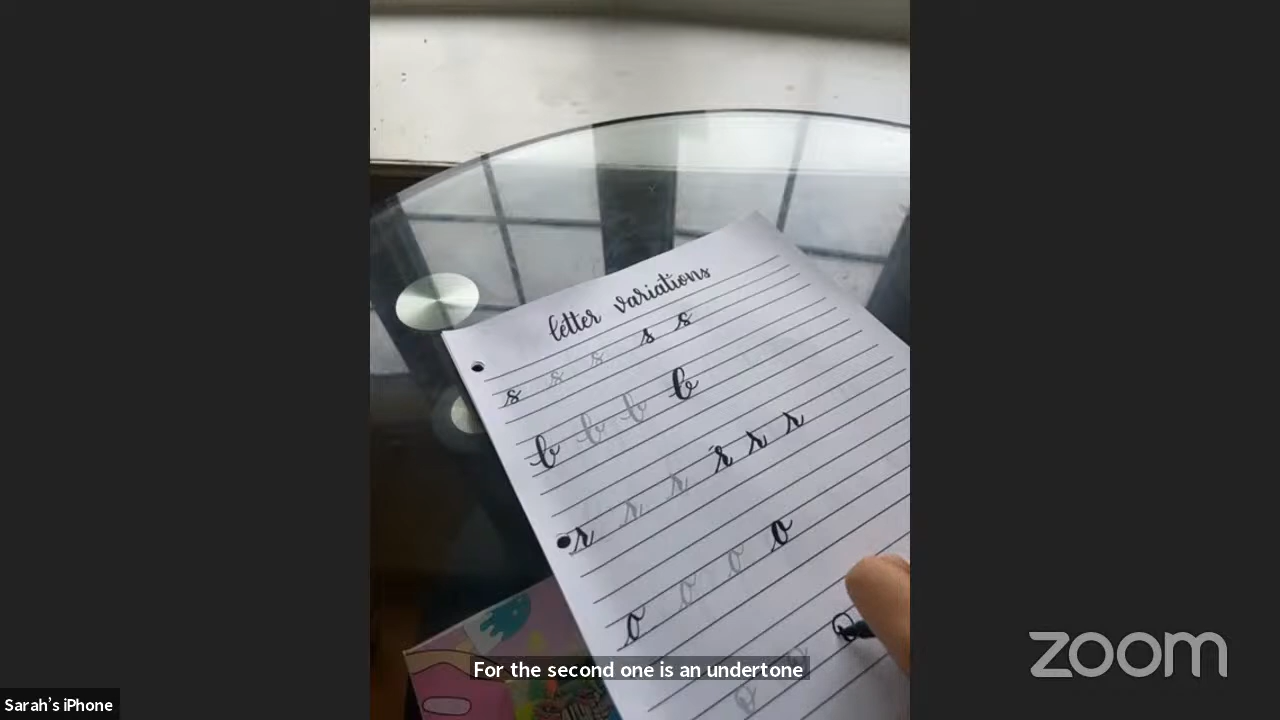 letter variations
s s s s s
b b b b
r r r r r r
o o o o
For the second one is an undertone
zoom
Sarah's iPhone